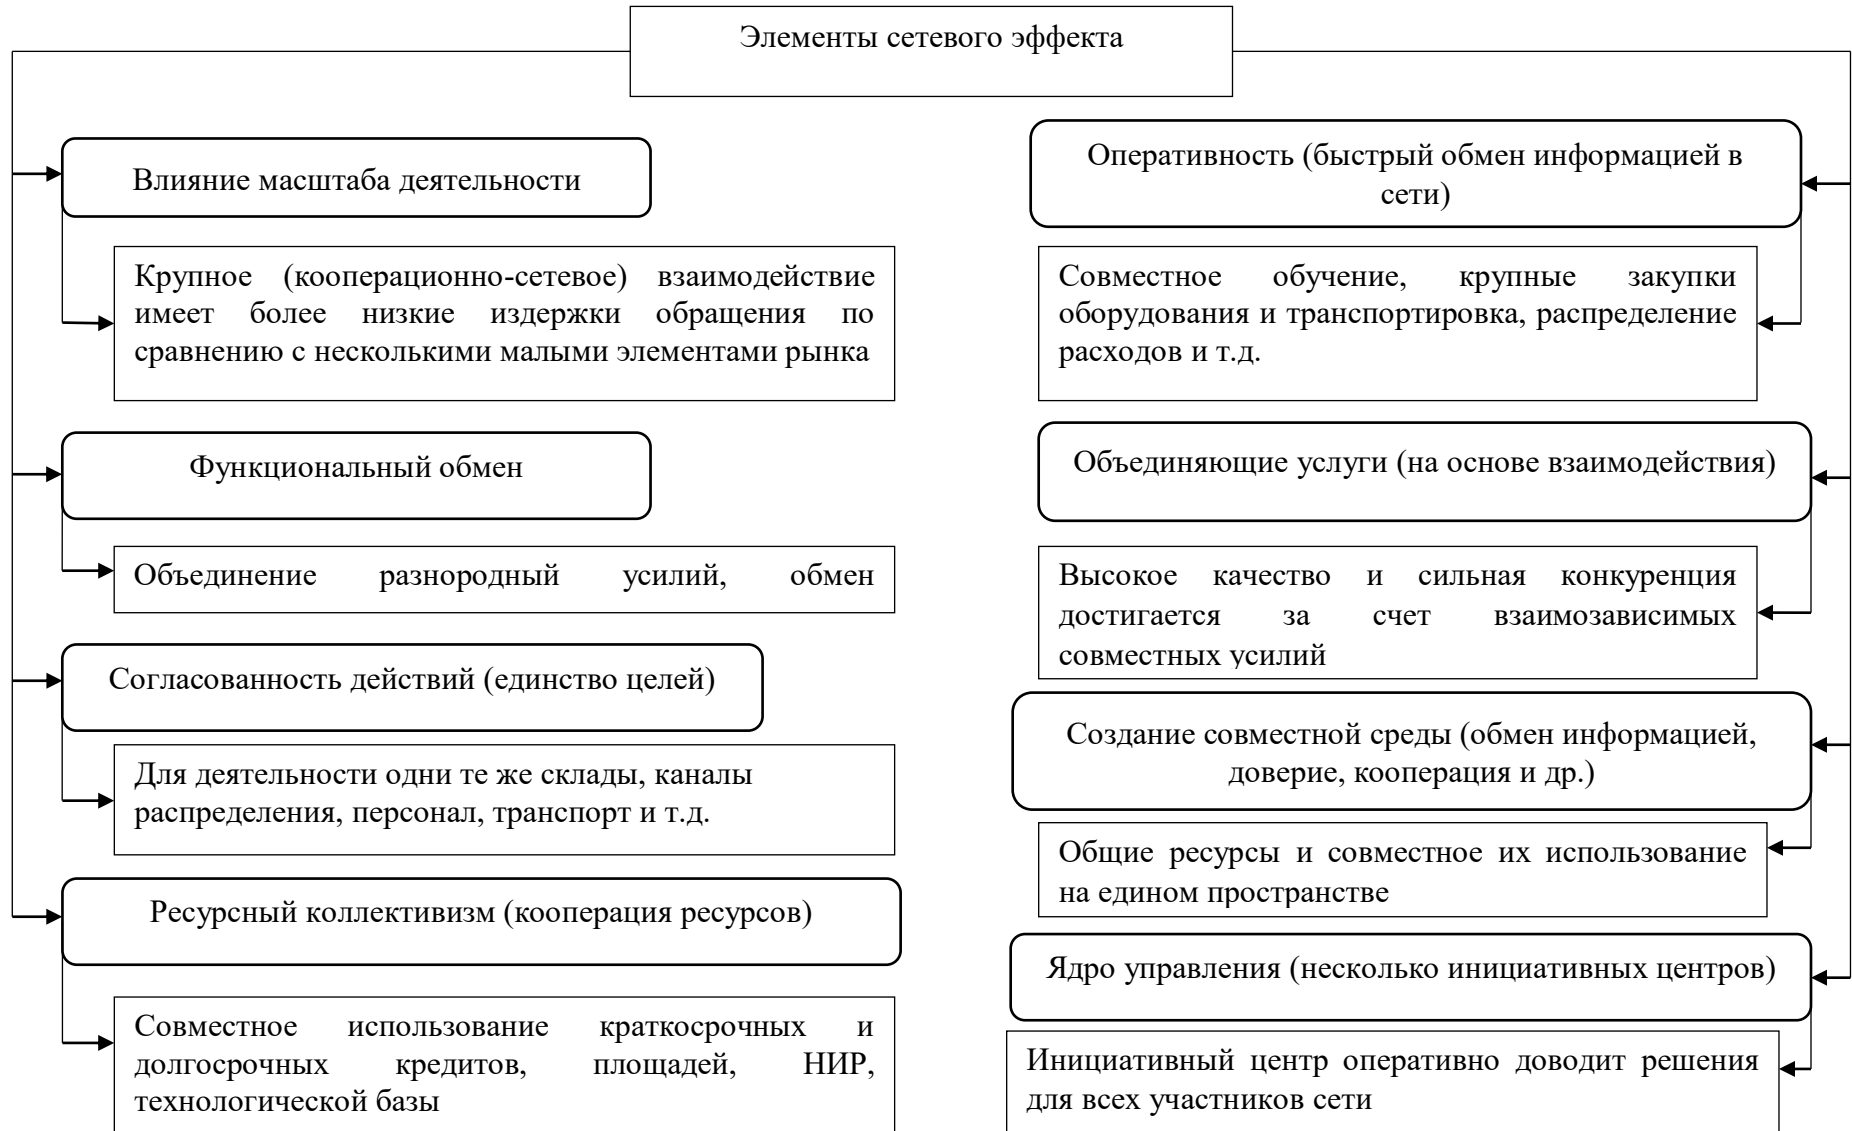 Элементы сетевого эффекта
Влияние масштаба деятельности
Крупное (кооперационно-сетевое) взаимодействие
имеет более низкие издержки обращения по
сравнению с несколькими малыми элементами рынка
Функциональный обмен
Объединение разнородный усилий, обмен
Согласованность действий (единство целей)
Для деятельности одни те же склады, каналы
распределения, персонал, транспорт и т.д.
Ресурсный коллективизм (кооперация ресурсов)
Совместное использование краткосрочных и
долгосрочных кредитов, площадей, НИР,
технологической базы
Оперативность (быстрый обмен информацией в
сети)
Совместное обучение, крупные закупки
оборудования и транспортировка, распределение
расходов и т.д.
Объединяющие услуги (на основе взаимодействия)
Высокое качество и сильная конкуренция
достигается за счет взаимозависимых
совместных усилий
Создание совместной среды (обмен информацией,
доверие, кооперация и др.)
Общие ресурсы и совместное их использование
на едином пространстве
Ядро управления (несколько инициативных центров)
Инициативный центр оперативно доводит решения
для всех участников сети